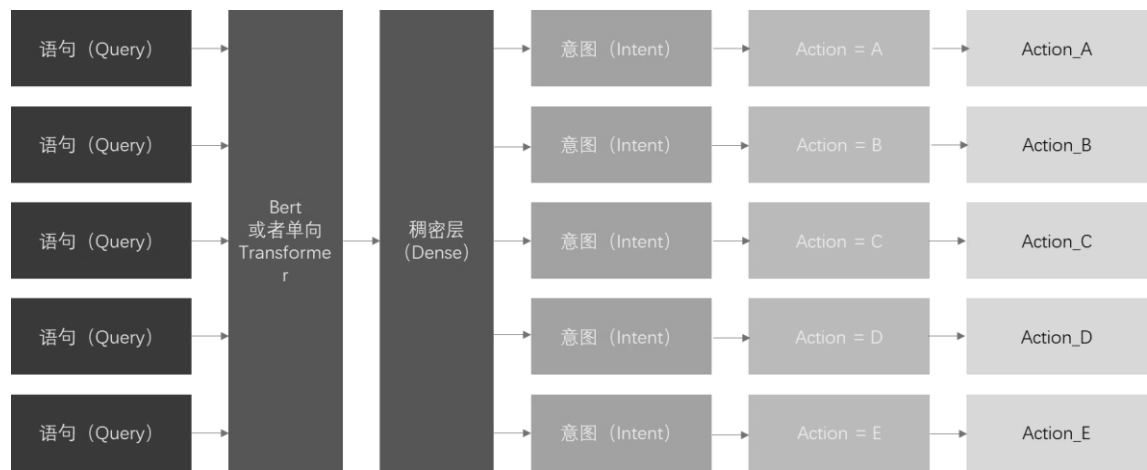 语句（Query）
意图（Intent）
Action = A
Action_A
语句（Query）
意图（Intent）
Action = B
Action_B
语句（Query）
Bert
或者单向
Transforme
r
稠密层
（Dense）
意图（Intent）
Action = C
Action_C
语句（Query）
意图（Intent）
Action = D
Action_D
语句（Query）
意图（Intent）
Action = E
Action_E